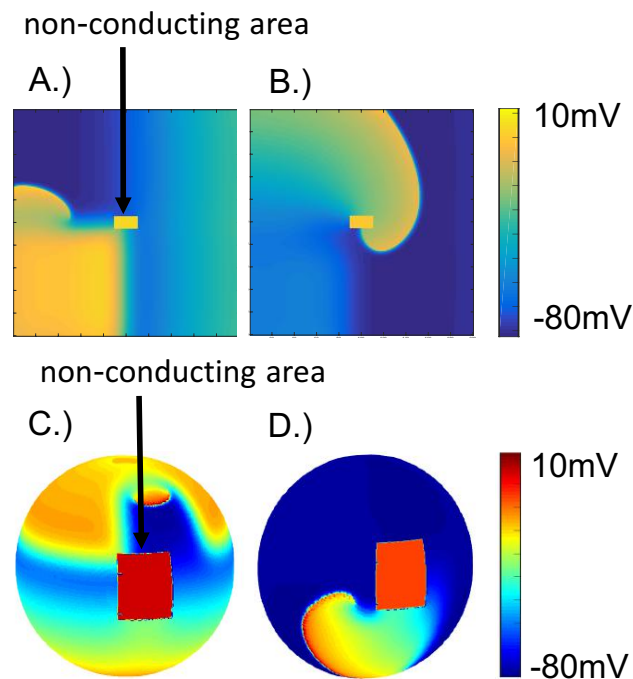 non-conducting area
A.)
B.)
10mV
-80mV
non-conducting area
C.)
D.)
10mV
-80mV